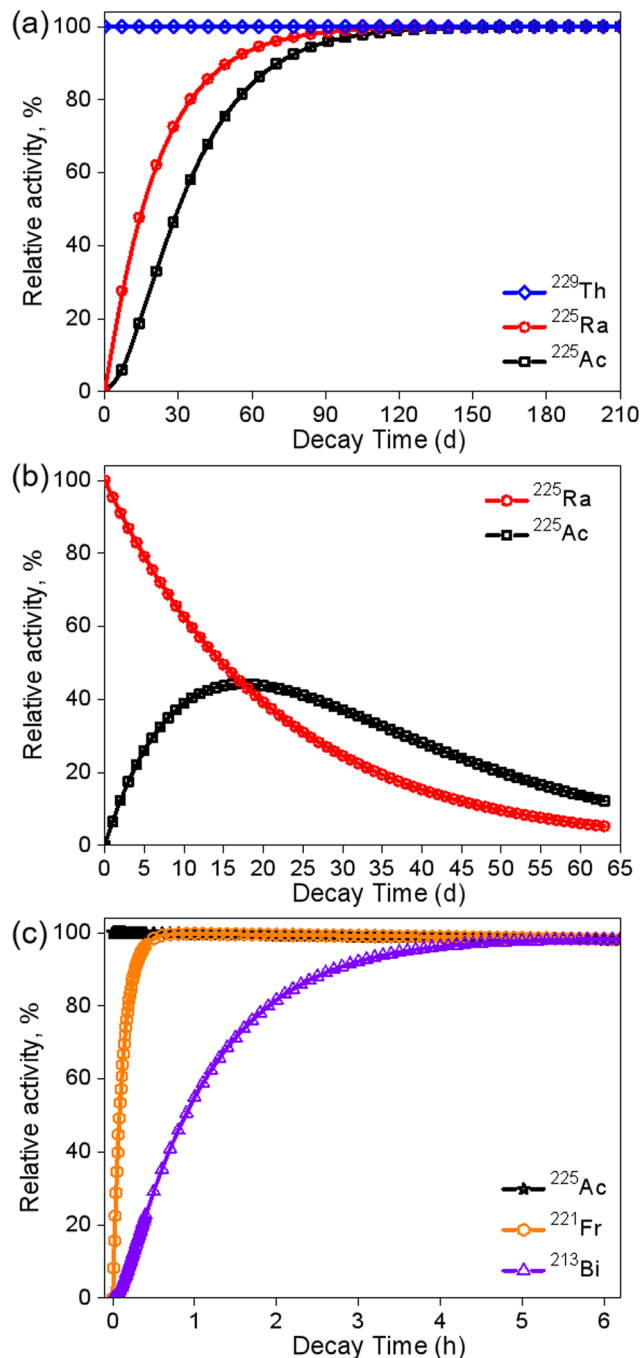 (a)
100
80
60
40
20
0
Relative activity, %
²²⁹Th
²²⁵Ra
²²⁵Ac
0 30 60 90 120 150 180 210
Decay Time (d)
(b)
100
80
60
40
20
0
Relative activity, %
²²⁵Ra
²²⁵Ac
0 5 10 15 20 25 30 35 40 45 50 55 60 65
Decay Time (d)
(c)
100
80
60
40
20
0
Relative activity, %
²²⁵Ac
²²¹Fr
²¹³Bi
0 1 2 3 4 5 6
Decay Time (h)